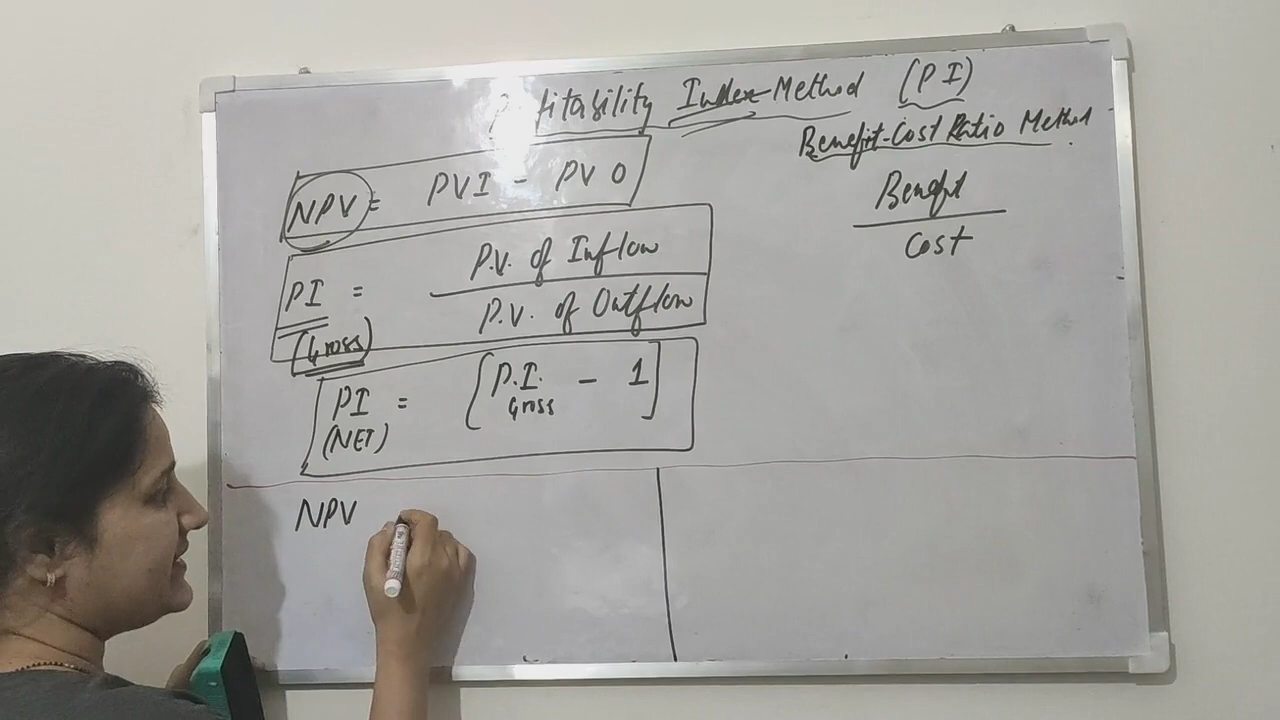 Profitability Index Method (PI)
Benefit-Cost Ratio Method.
NPV = PVI - PVO
Benefit
Cost
PI = P.V. of Inflow
(Gross) P.V. of Outflow
PI = [P.I. - 1]
(NET) Gross
NPV